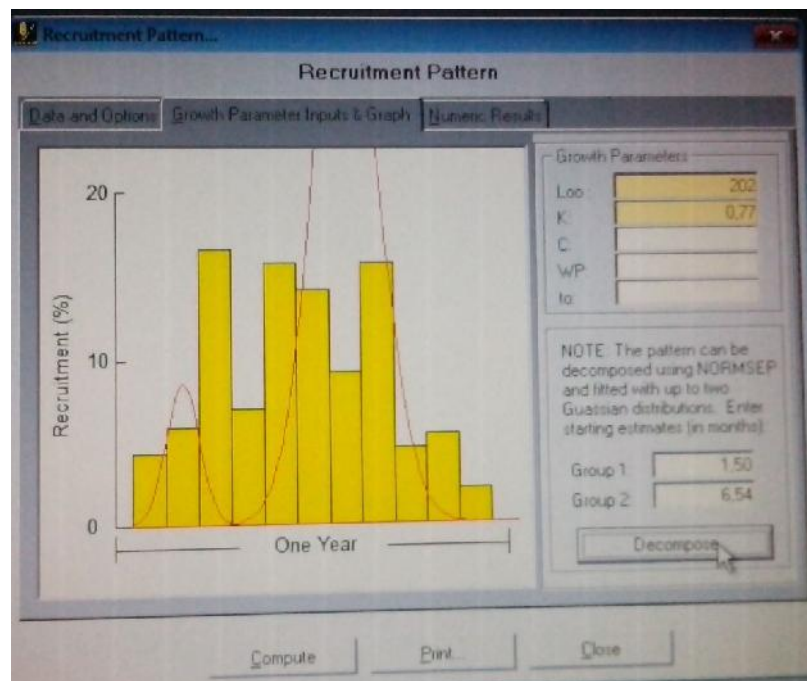 Recruitment Pattern...
Recruitment Pattern
Data and Options Growth Parameter Inputs & Graph Numeric Results
20
10
0
Recruitment (%)
One Year
Growth Parameters
Loo: 202
K: 0,77
C:
WP:
to:
NOTE: The pattern can be
decomposed using NORMSEP
and fitted with up to two
Guassian distributions. Enter
starting estimates (in months)
Group 1: 1,50
Group 2: 6,54
Decompose
Compute
Print...
Close